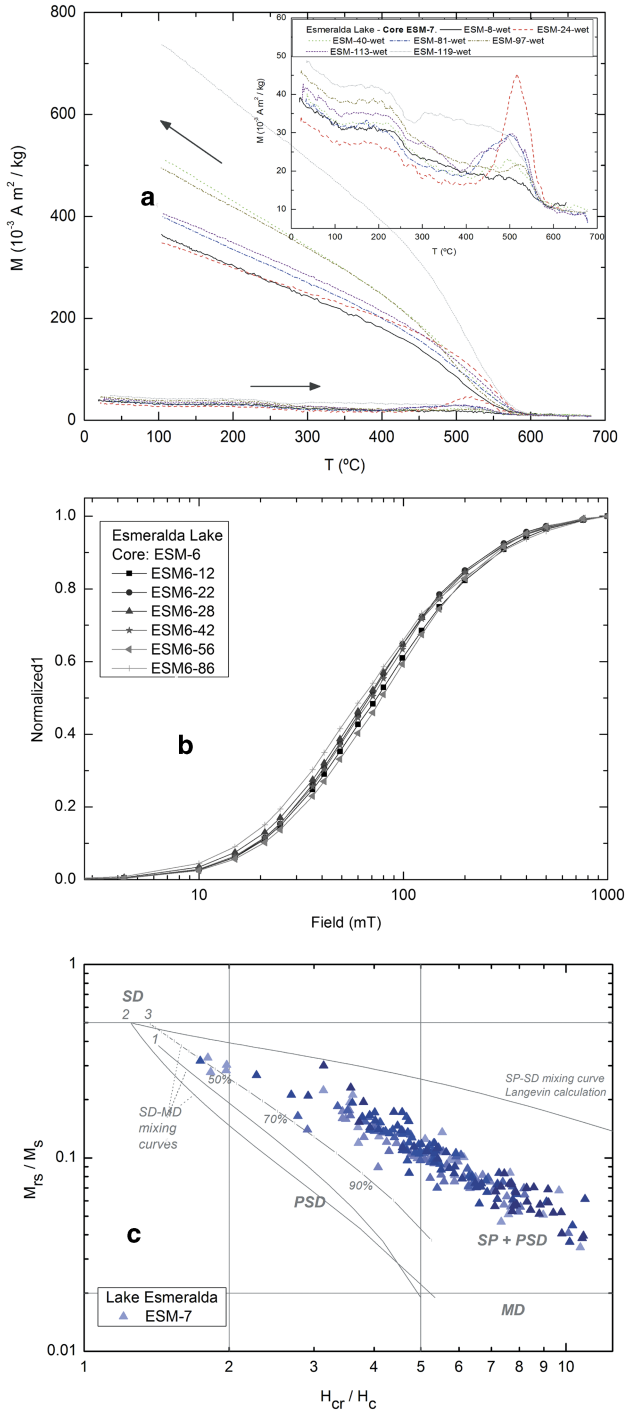 Esmeralda Lake - Core ESM-7. ESM-8-wet ESM-24-wet
ESM-40-wet ESM-81-wet ESM-97-wet
ESM-113-wet ESM-119-wet
800
700
600
500
400
300
200
100
0
M (10⁻³ A m² / kg)
a
60
50
40
30
20
10
M (10⁻³ A m² / kg)
0 100 200 300 400 500 600 700
T (ºC)
0 100 200 300 400 500 600 700
T (ºC)
1.0
0.8
0.6
0.4
0.2
0.0
Normalized1
Esmeralda Lake
Core: ESM-6
ESM6-12
ESM6-22
ESM6-28
ESM6-42
ESM6-56
ESM6-86
b
10 100 1000
Field (mT)
1
0.1
0.01
Mrs / Ms
SD
2 3
1
50%
70%
90%
SD-MD
mixing
curves
SP-SD mixing curve
Langevin calculation
PSD
c
SP + PSD
MD
Lake Esmeralda
ESM-7
1 2 3 4 5 6 7 8 9 10
Hcr / Hc